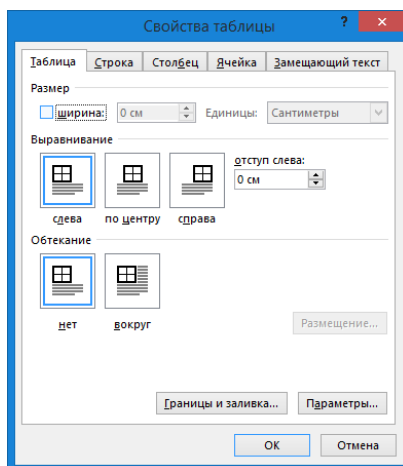 Свойства таблицы ?
Таблица Строка Столбец Ячейка Замещающий текст
Размер
ширина: 0 см Единицы: Сантиметры
Выравнивание
отступ слева:
0 см
слева по центру справа
Обтекание
нет вокруг
Размещение...
Границы и заливка... Параметры...
ОК Отмена